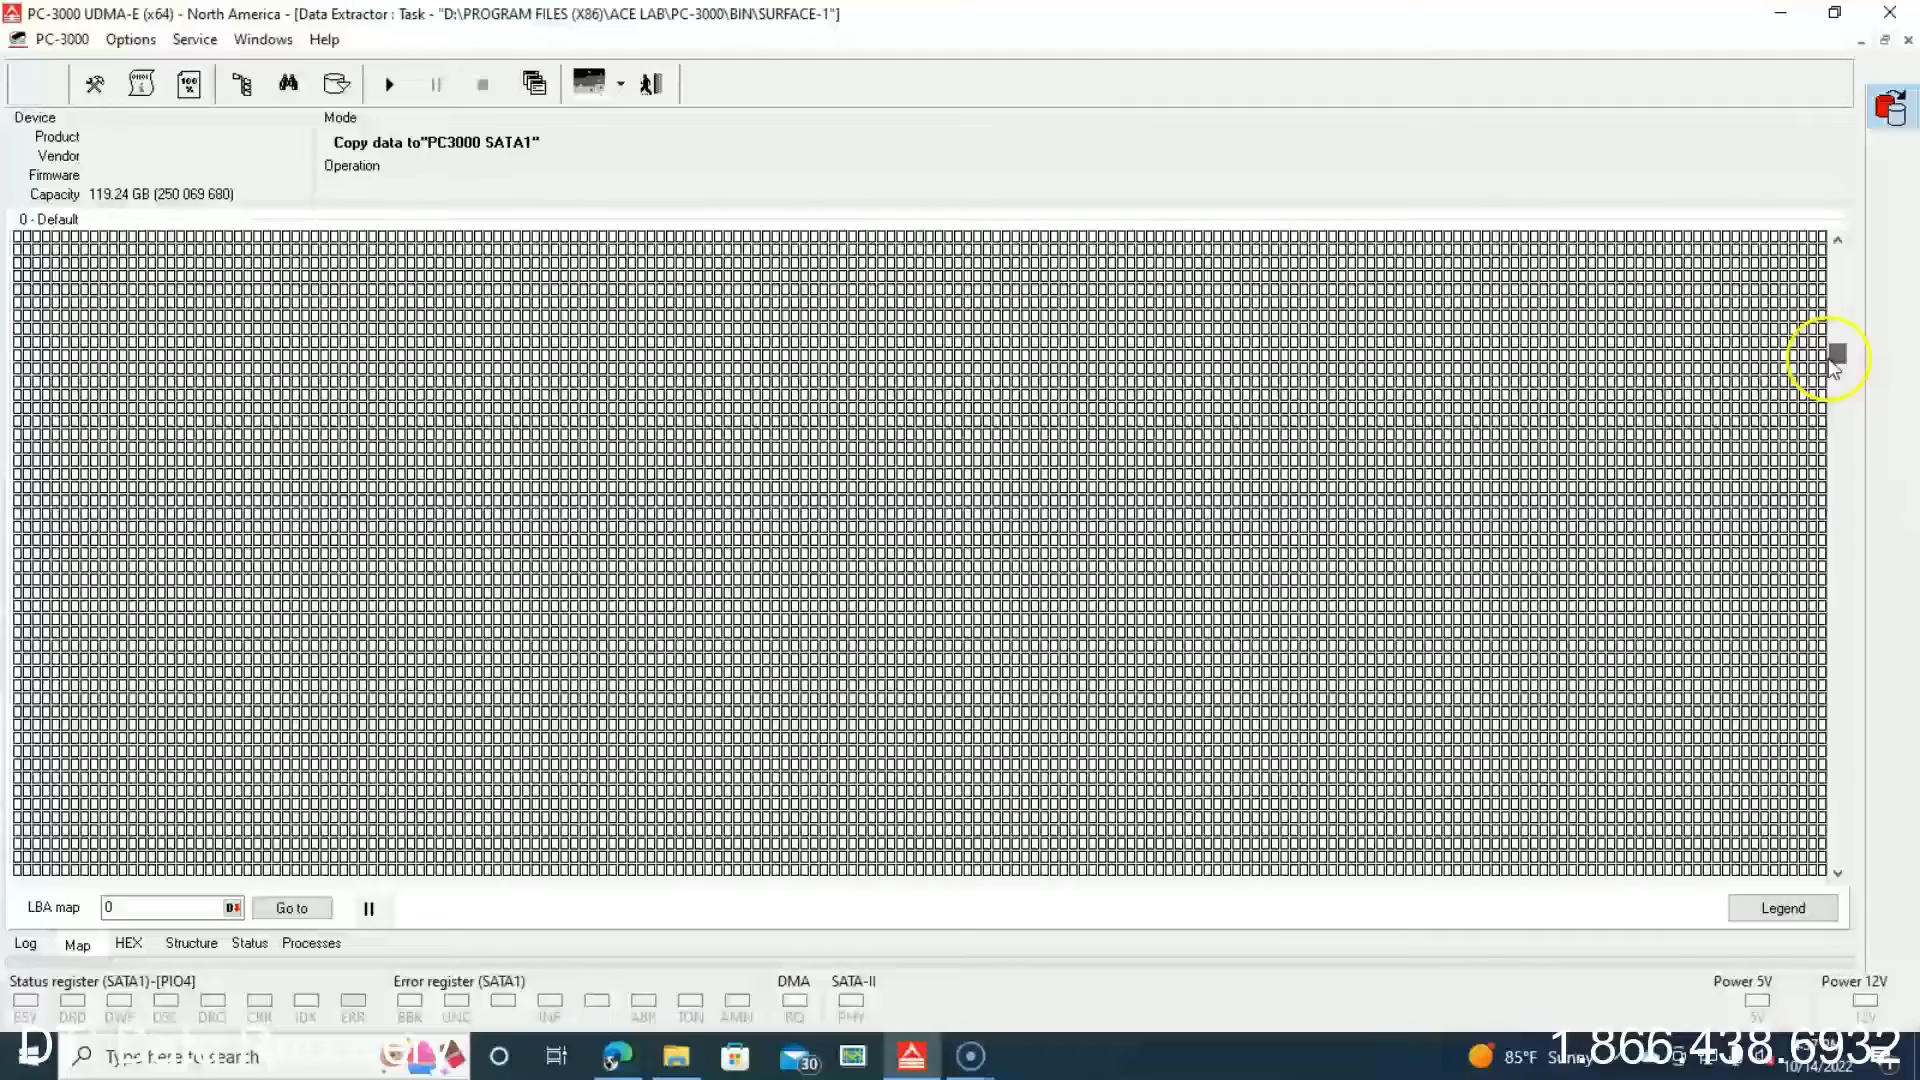 PC-3000 UDMA-E (x64) - North America - [Data Extractor : Task - "D:\PROGRAM FILES (X86)\ACE LAB\PC-3000\BIN\SURFACE-1"]
PC-3000 Options Service Windows Help
Device
Mode
Product
Copy data to"PC3000 SATA1"
Vendor
Operation
Firmware
Capacity 119.24 GB (250 069 680)
0 - Default
LBA map 0 Go to Legend
Log Map HEX Structure Status Processes
Status register (SATA1)-[PIO4] Error register (SATA1) DMA SATA-II Power 5V Power 12V
BSY DRD DWF DSC DRQ CRR IDX ERR BBK UNC INF ABR TON AMN RQ PHY 5V 12V
Type here to search
30
85°F Sunny
1.866.438.6932
10/14/2022